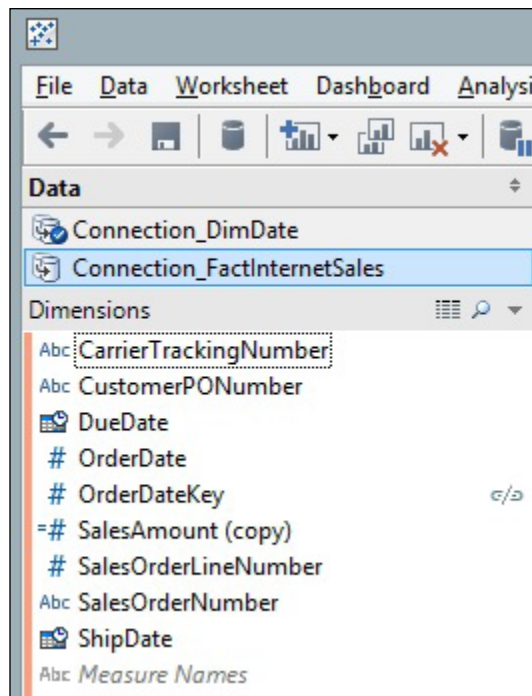 File Data Worksheet Dashboard Analysi
Data
Connection_DimDate
Connection_FactInternetSales
Dimensions
Abc CarrierTrackingNumber
Abc CustomerPONumber
DueDate
# OrderDate
# OrderDateKey
=# SalesAmount (copy)
# SalesOrderLineNumber
Abc SalesOrderNumber
ShipDate
Abc Measure Names